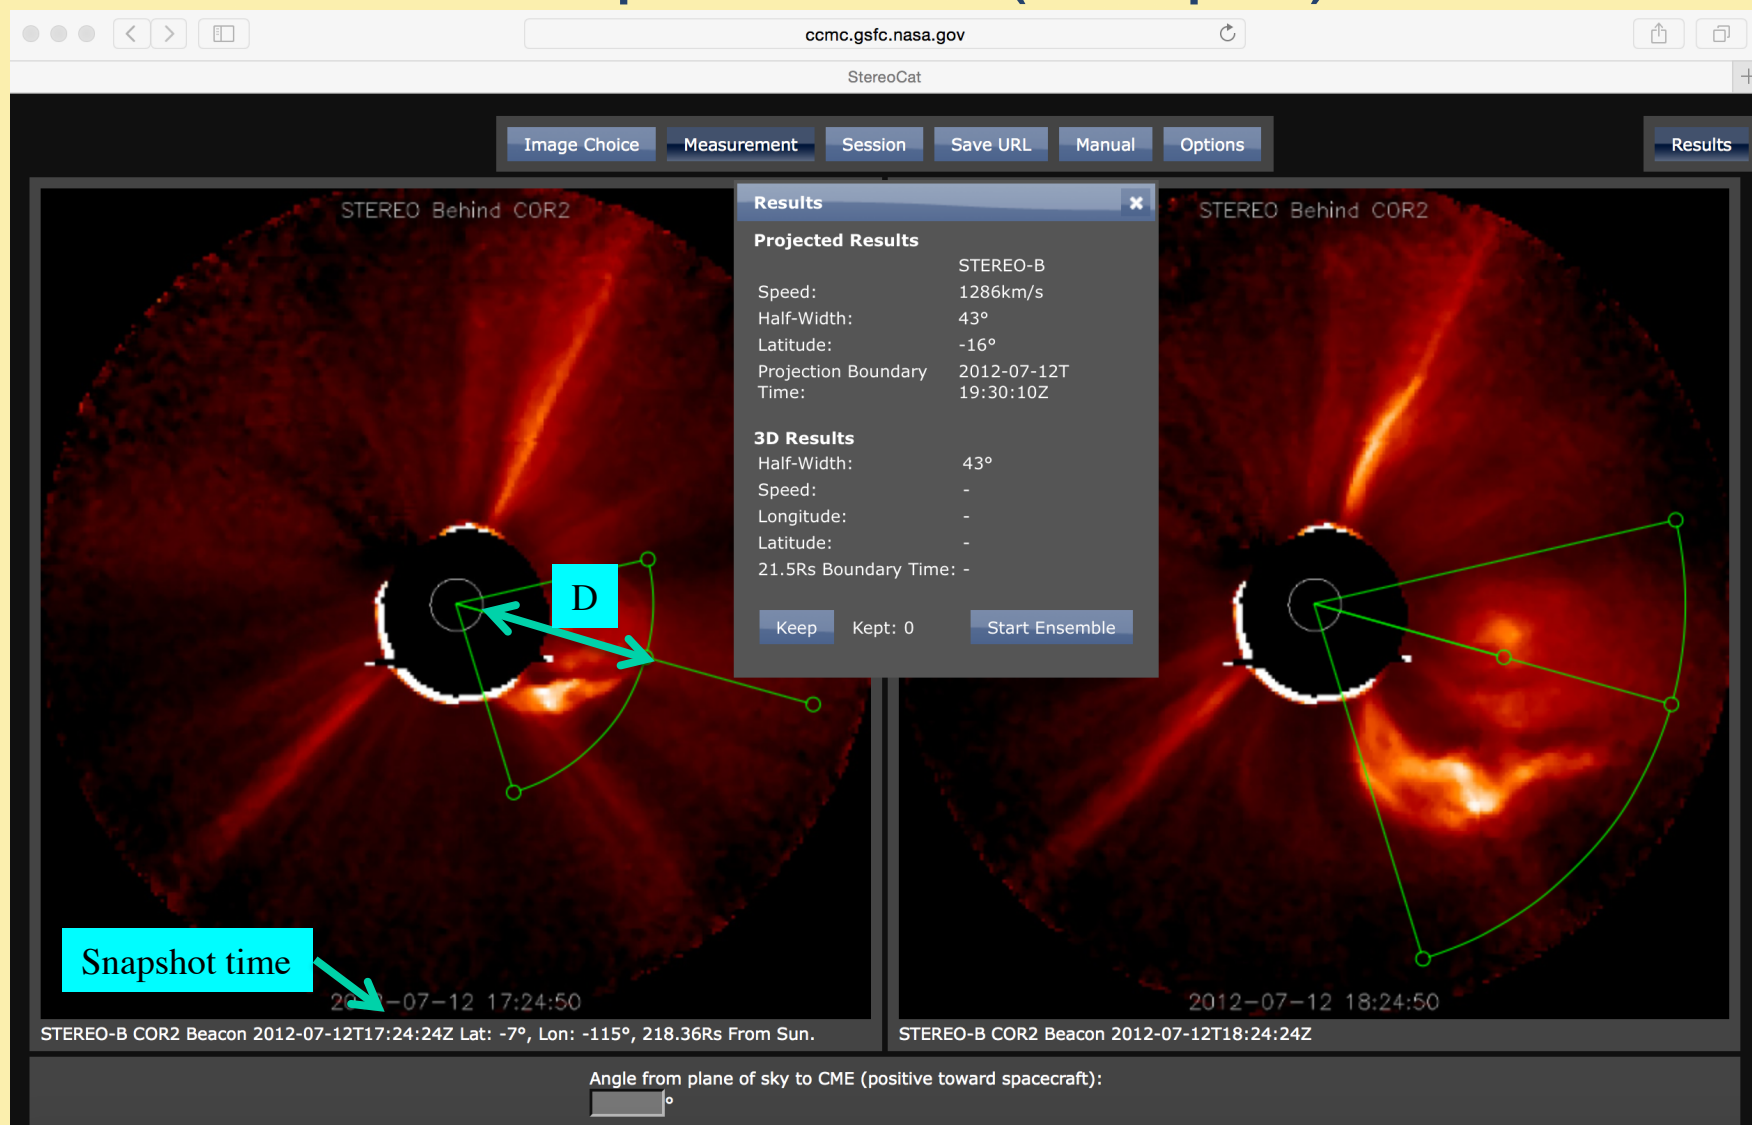 ccmc.gsfc.nasa.gov
StereoCat
Image Choice Measurement Session Save URL Manual Options Results
STEREO Behind COR2
STEREO Behind COR2
Results
Projected Results
STEREO-B
Speed: 1286km/s
Half-Width: 43°
Latitude: -16°
Projection Boundary 2012-07-12T
Time: 19:30:10Z
3D Results
Half-Width: 43°
Speed: -
Longitude: -
Latitude: -
21.5Rs Boundary Time: -
Keep Kept: 0 Start Ensemble
D
Snapshot time
-07-12 17:24:50
2012-07-12 18:24:50
STEREO-B COR2 Beacon 2012-07-12T17:24:24Z Lat: -7°, Lon: -115°, 218.36Rs From Sun.
STEREO-B COR2 Beacon 2012-07-12T18:24:24Z
Angle from plane of sky to CME (positive toward spacecraft):
°